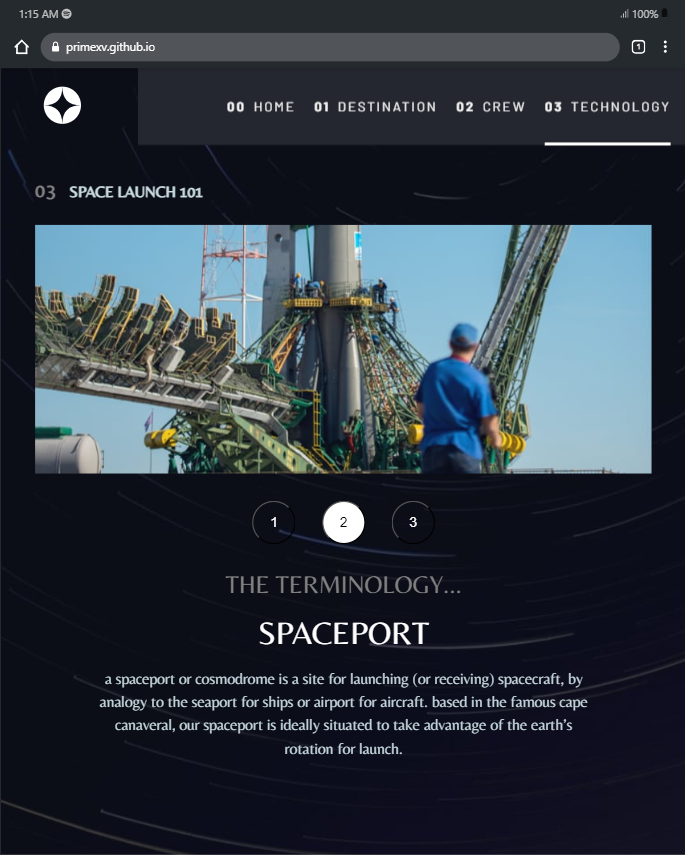 1:15 AM
100%
primexv.github.io
1
00 HOME 01 DESTINATION 02 CREW 03 TECHNOLOGY
03 SPACE LAUNCH 101
1 2 3
THE TERMINOLOGY...
SPACEPORT
a spaceport or cosmodrome is a site for launching (or receiving) spacecraft, by
analogy to the seaport for ships or airport for aircraft. based in the famous cape
canaveral, our spaceport is ideally situated to take advantage of the earth’s
rotation for launch.